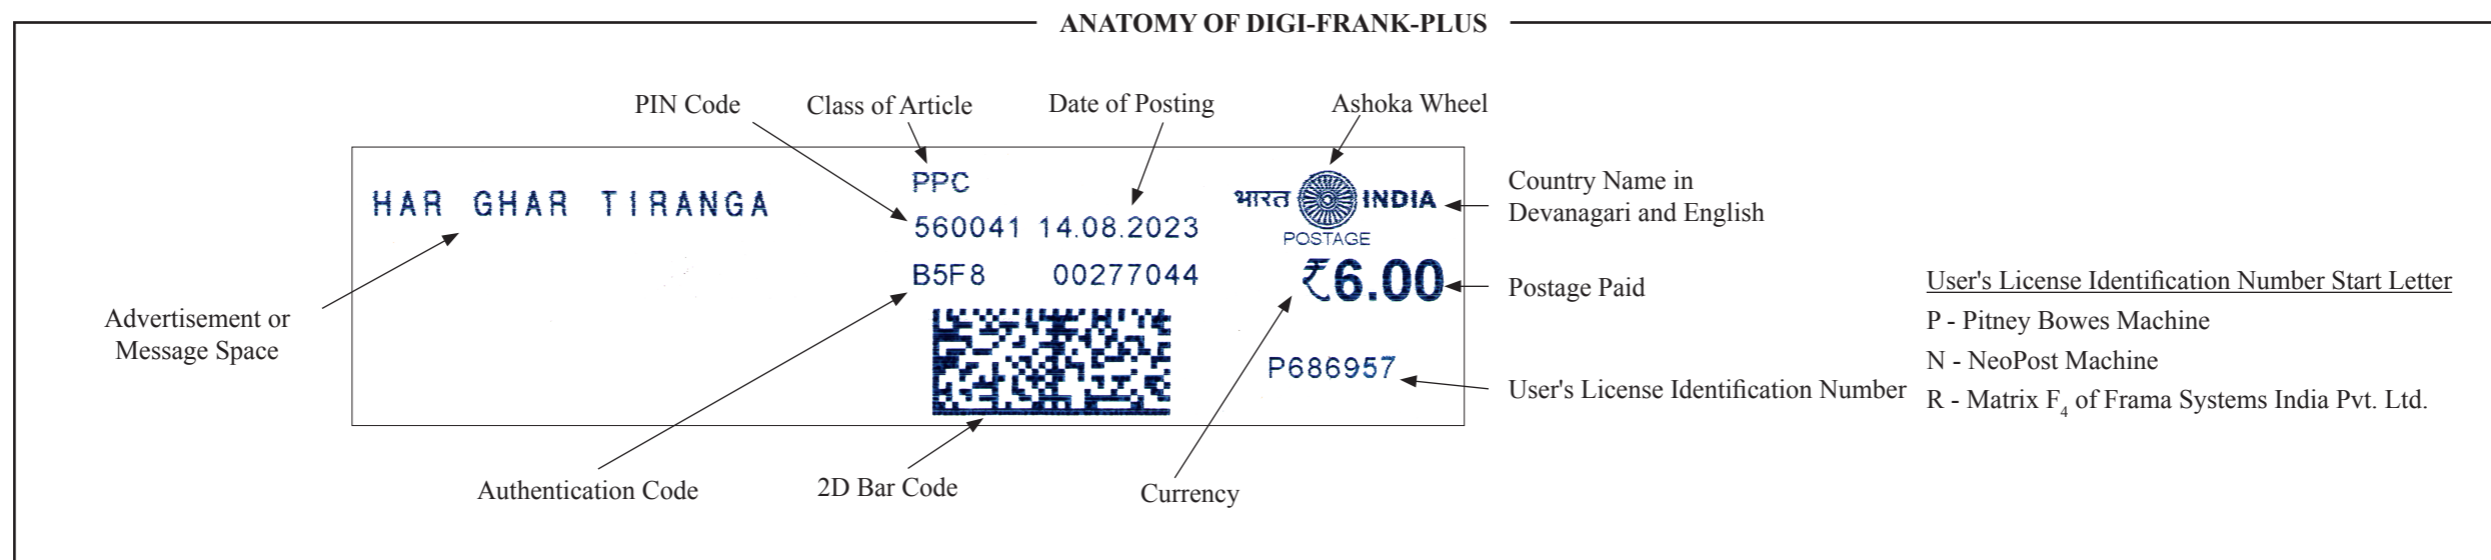 ANATOMY OF DIGI-FRANK-PLUS
PIN Code
Class of Article
Date of Posting
Ashoka Wheel
HAR GHAR TIRANGA
PPC
560041 14.08.2023
B5F8 00277044
भारत INDIA
POSTAGE
₹6.00
P686957
Country Name in
Devanagari and English
Postage Paid
User's License Identification Number
Advertisement or
Message Space
Authentication Code
2D Bar Code
Currency
User's License Identification Number Start Letter
P - Pitney Bowes Machine
N - NeoPost Machine
R - Matrix F4 of Frama Systems India Pvt. Ltd.